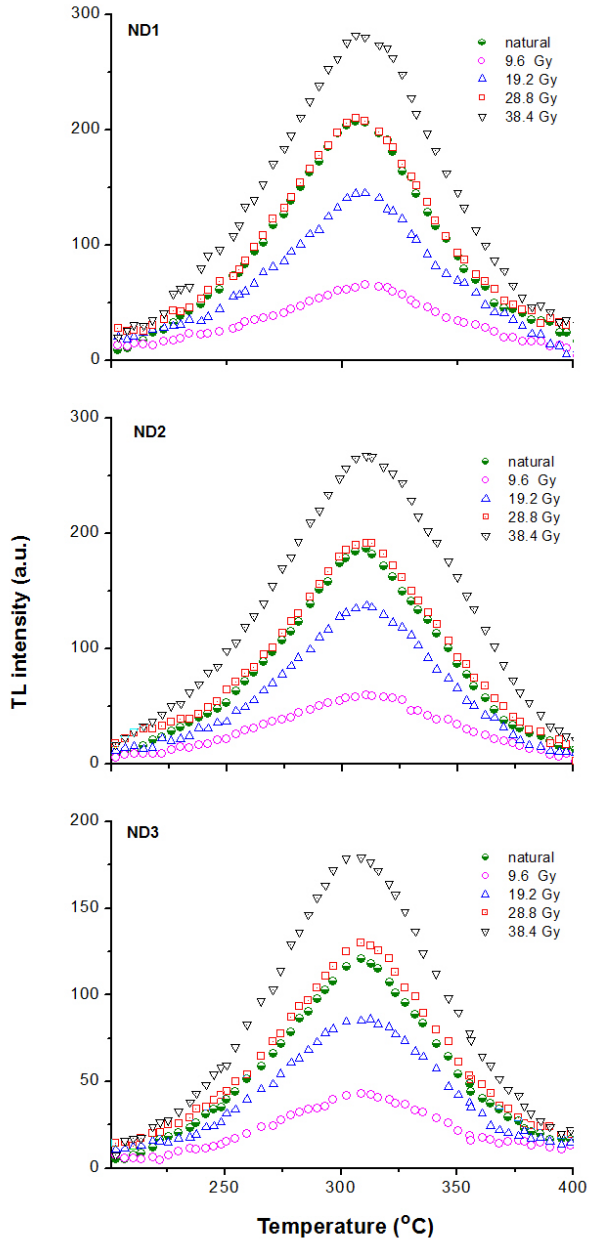 300
ND1
natural
9.6 Gy
19.2 Gy
28.8 Gy
38.4 Gy
200
100
0
300
ND2
natural
9.6 Gy
19.2 Gy
28.8 Gy
38.4 Gy
200
100
0
TL intensity (a.u.)
200
ND3
natural
9.6 Gy
19.2 Gy
28.8 Gy
38.4 Gy
150
100
50
0
250
300
350
400
Temperature (°C)